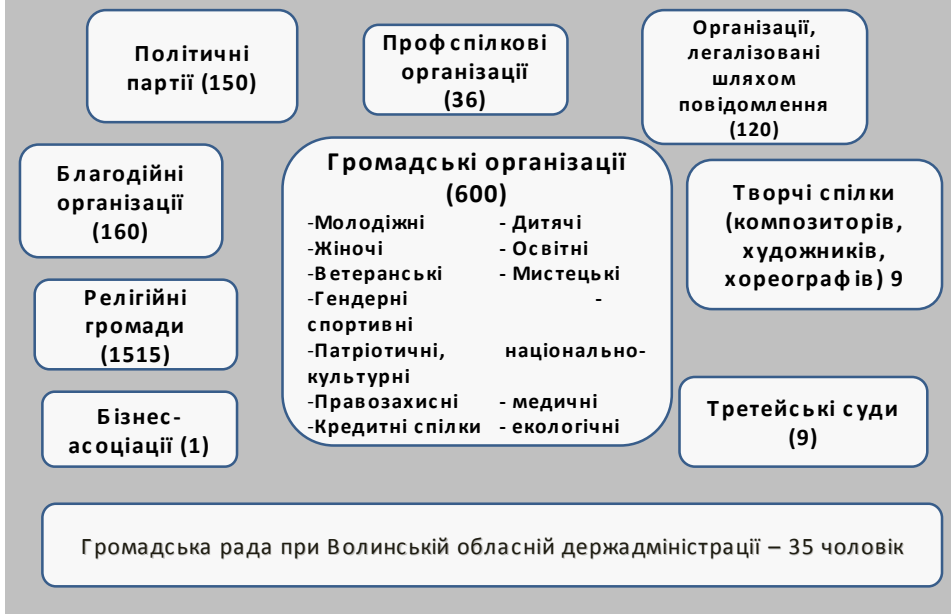 Політичні
партії (150)
Профспілкові
організації
(36)
Організації,
легалізовані
шляхом
повідомлення
(120)
Благодійні
організації
(160)
Громадські організації
(600)
-Молодіжні - Дитячі
-Жіночі - Освітні
-Ветеранські - Мистецькі
-Гендерні -
спортивні
-Патріотичні, національно-
культурні
-Правозахисні - медичні
-Кредитні спілки - екологічні
Творчі спілки
(композиторів,
художників,
хореографів) 9
Релігійні
громади
(1515)
Бізнес-
асоціації (1)
Третейські суди
(9)
Громадська рада при Волинській обласній держадміністрації – 35 чоловік